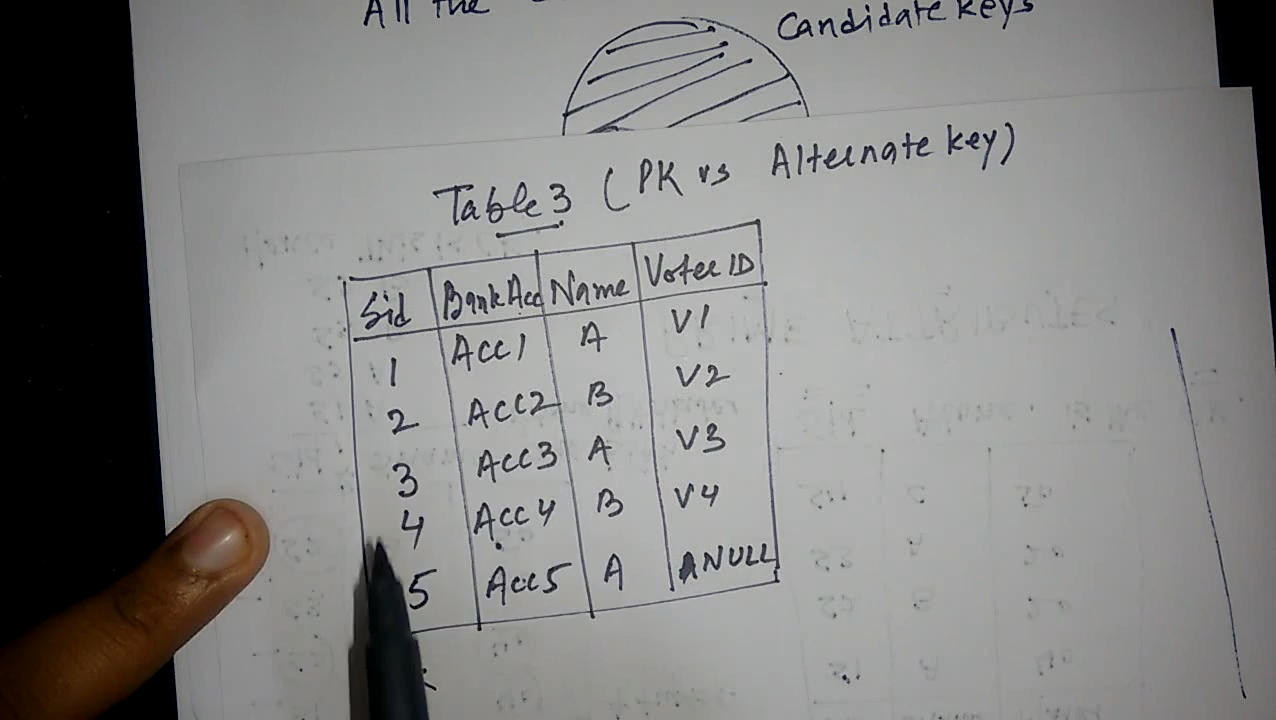 All the
Candidate keys
Table 3 (PK vs Alternate key)
Sid BankAcc Name Voter ID
1 Acc1 A V1
2 Acc2 B V2
3 Acc3 A V3
4 Acc4 B V4
5 Acc5 A NULL